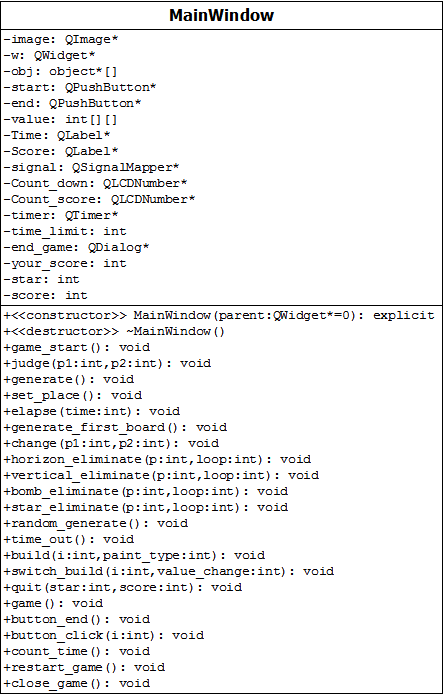 MainWindow
-image: QImage*
-w: QWidget*
-obj: object*[]
-start: QPushButton*
-end: QPushButton*
-value: int[][]
-Time: QLabel*
-Score: QLabel*
-signal: QSignalMapper*
-Count_down: QLCDNumber*
-Count_score: QLCDNumber*
-timer: QTimer*
-time_limit: int
-end_game: QDialog*
-your_score: int
-star: int
-score: int
+<<constructor>> MainWindow(parent:QWidget*=0): explicit
+<<destructor>> ~MainWindow()
+game_start(): void
+judge(p1:int,p2:int): void
+generate(): void
+set_place(): void
+elapse(time:int): void
+generate_first_board(): void
+change(p1:int,p2:int): void
+horizon_eliminate(p:int,loop:int): void
+vertical_eliminate(p:int,loop:int): void
+bomb_eliminate(p:int,loop:int): void
+star_eliminate(p:int,loop:int): void
+random_generate(): void
+time_out(): void
+build(i:int,paint_type:int): void
+switch_build(i:int,value_change:int): void
+quit(star:int,score:int): void
+game(): void
+button_end(): void
+button_click(i:int): void
+count_time(): void
+restart_game(): void
+close_game(): void